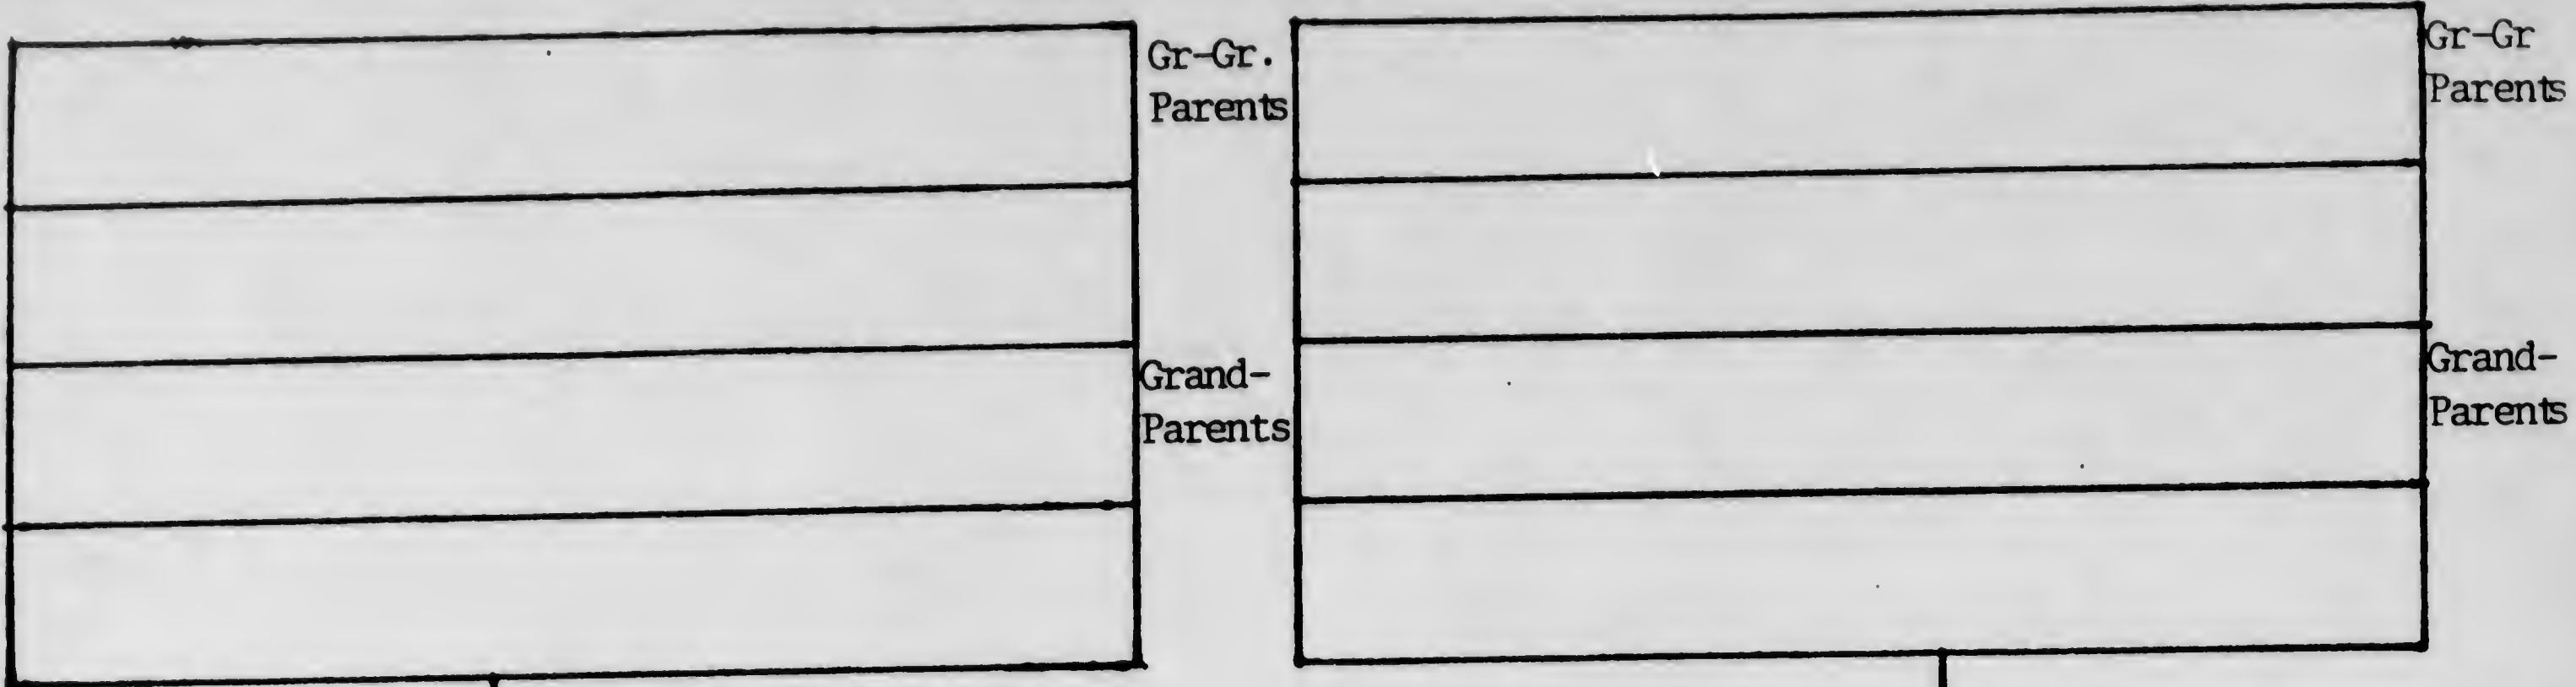 Gr-Gr.
Parents
Grand-
Parents
Gr-Gr
Parents
Grand-
Parents